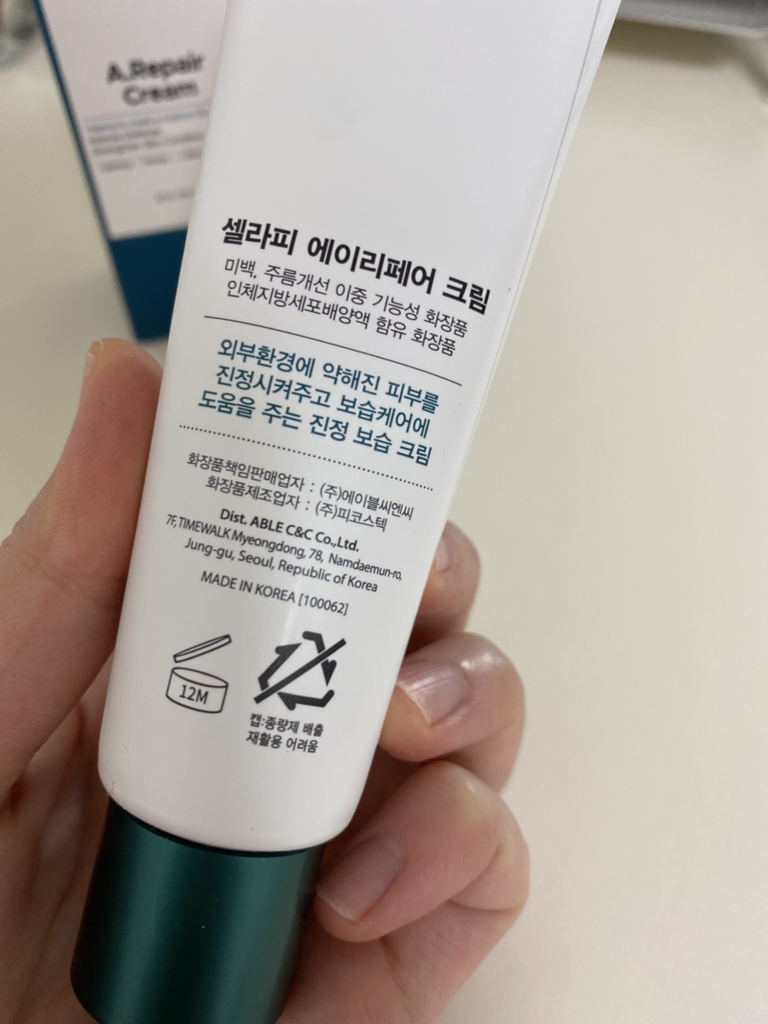 A.Repair
Cream
셀라피 에이리페어 크림
미백, 주름개선 이중 기능성 화장품
인체지방세포배양액 함유 화장품
외부환경에 약해진 피부를
진정시켜주고 보습케어에
도움을 주는 진정 보습 크림
화장품책임판매업자 : (주)에이블씨엔씨
화장품제조업자 : (주)피코스텍
Dist. ABLE C&C Co.,Ltd.
7F, TIMEWALK Myeongdong, 78, Namdaemun-ro,
Jung-gu, Seoul, Republic of Korea
MADE IN KOREA [100062]
12M
캡:종량제 배출
재활용 어려움